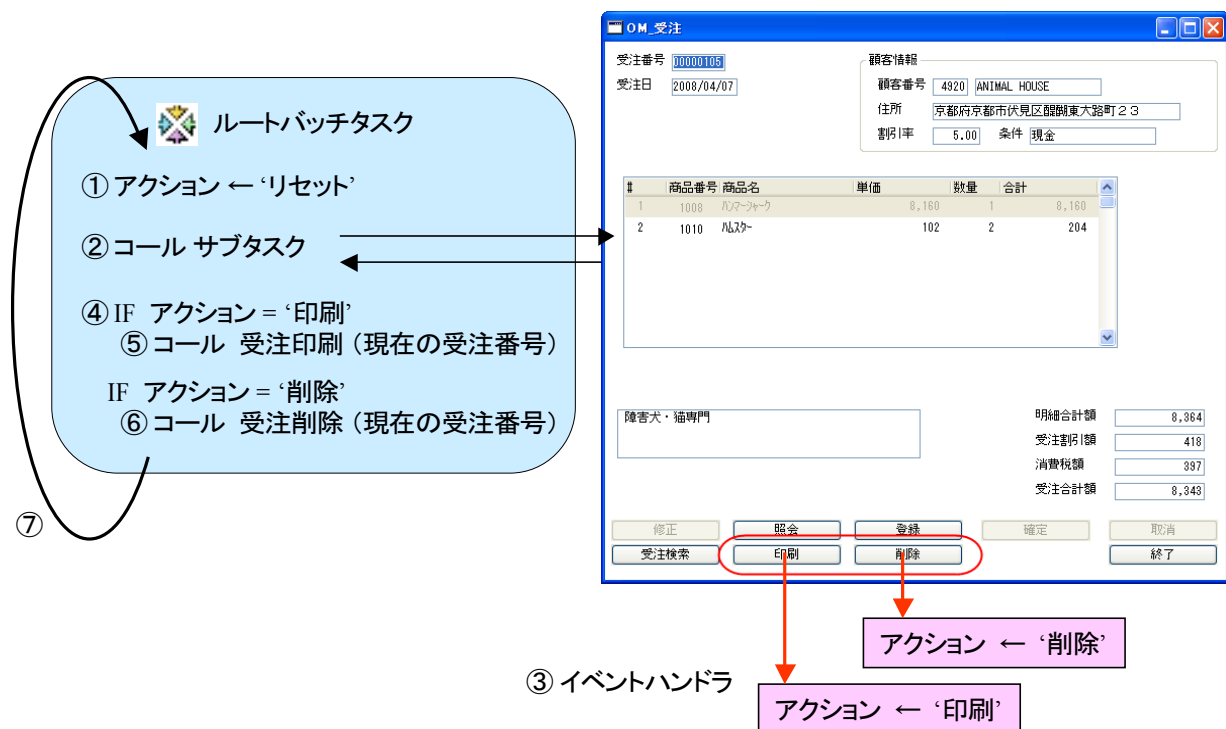 ルートバッチタスク
① アクション ← ‘リセット’
② コール サブタスク
④ IF アクション = ‘印刷’
⑤ コール 受注印刷 (現在の受注番号)
IF アクション = ‘削除’
⑥ コール 受注削除 (現在の受注番号)
⑦
OM_受注
受注番号 00000105
受注日 2008/04/07
顧客情報
顧客番号 4920 ANIMAL HOUSE
住所 京都府京都市伏見区醍醐東大路町23
割引率 5.00 条件 現金
# 商品番号 商品名 単価 数量 合計
1 1008 ハンマーシャーク 8,160 1 8,160
2 1010 ハムスター 102 2 204
障害犬・猫専門
明細合計額 8,364
受注割引額 418
消費税額 397
受注合計額 8,343
修正 照会 登録 確定 取消
受注検索 印刷 削除 終了
アクション ← ‘削除’
③ イベントハンドラ
アクション ← ‘印刷’